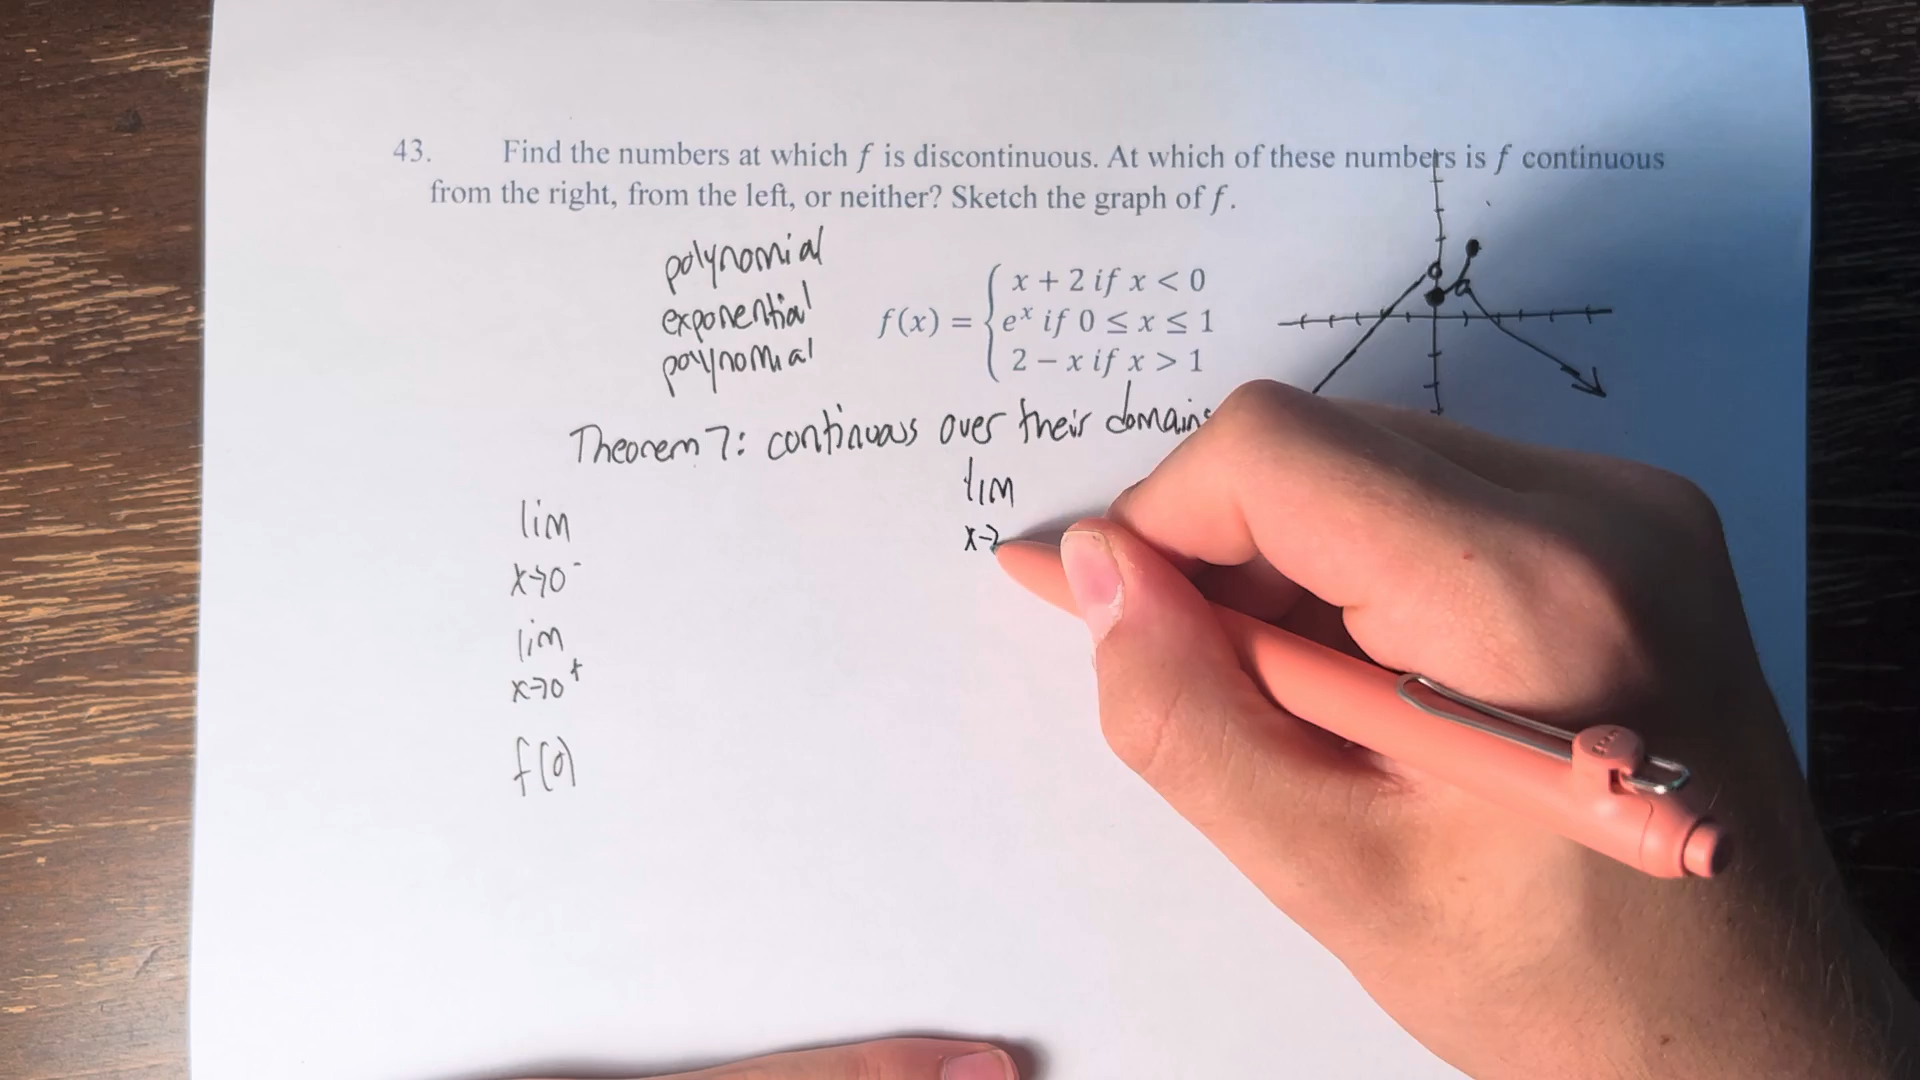 43. Find the numbers at which f is discontinuous. At which of these numbers is f continuous
from the right, from the left, or neither? Sketch the graph of f.
polynomial
exponential
polynomial
x + 2 if x < 0
f(x) = { e^x if 0 ≤ x ≤ 1
2 − x if x > 1
Theorem 7: continuous over their domains
lim
x→0⁻
lim
x→0⁺
f(0)
lim
x→